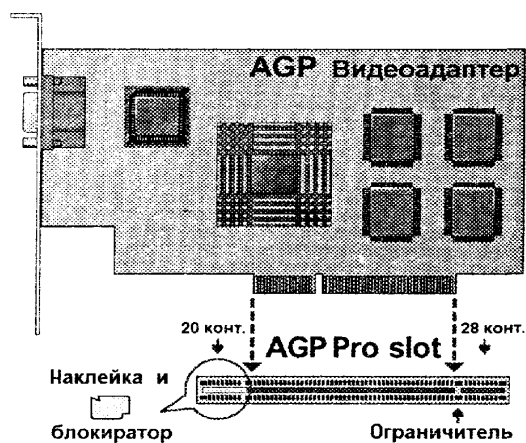 AGP Видеоадаптер
20 конт.
28 конт.
AGP Pro slot
Наклейка и
блокиратор
Ограничитель